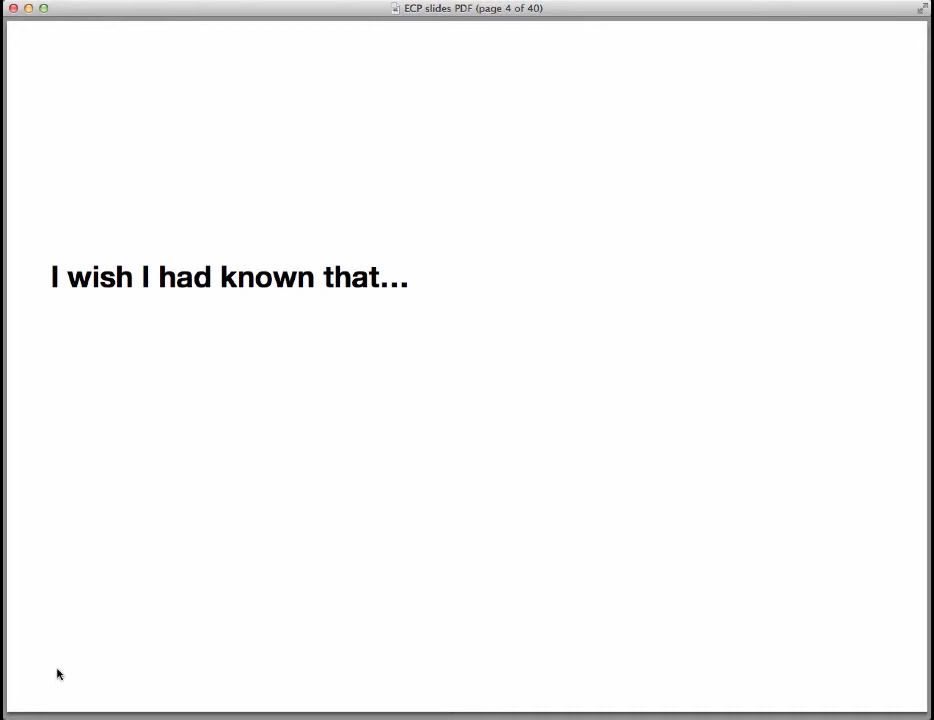 ECP slides PDF (page 4 of 40)
I wish I had known that...